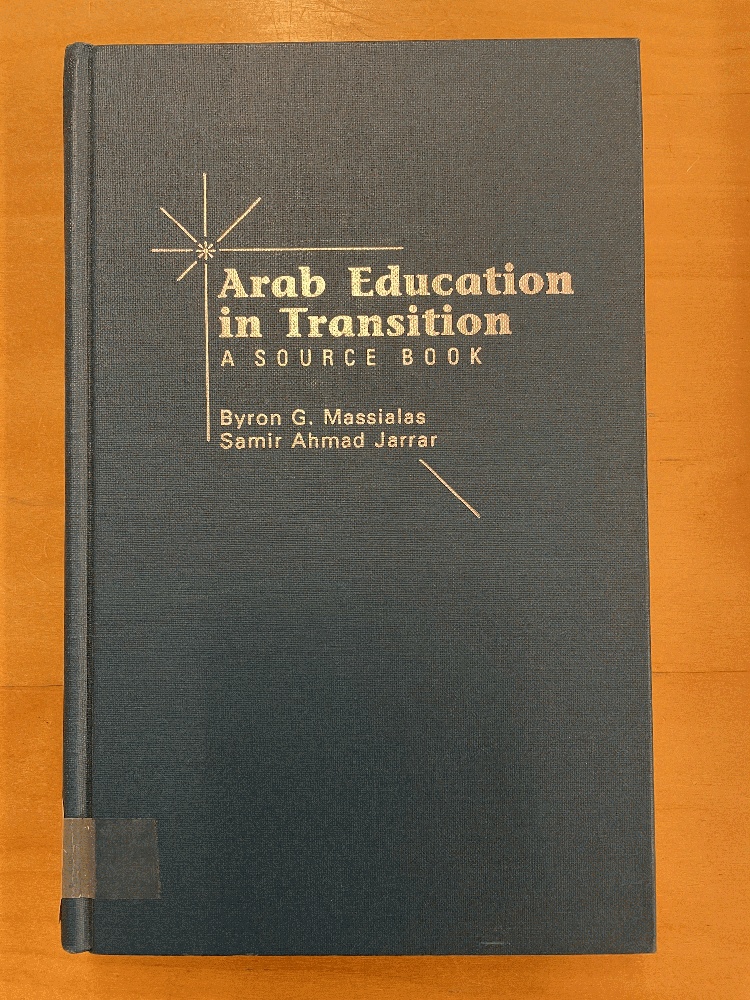 Arab Education
in Transition
A SOURCE BOOK
Byron G. Massialas
Samir Ahmad Jarrar